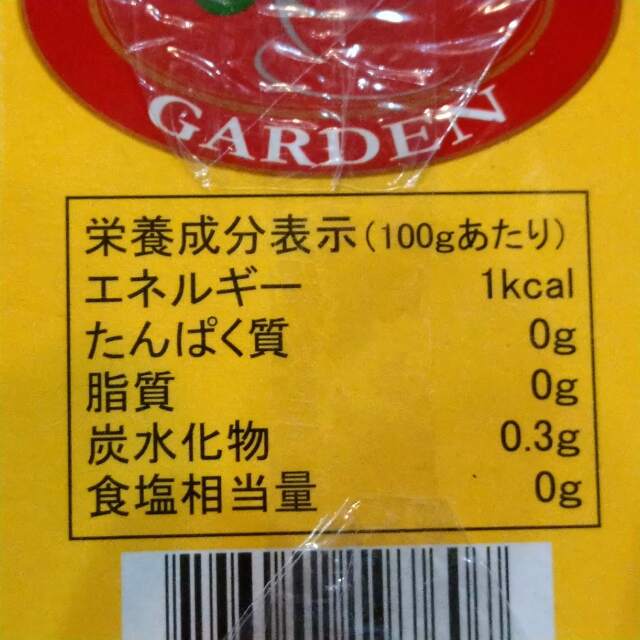 GARDEN
栄養成分表示(100gあたり)
エネルギー 1kcal
たんぱく質 0g
脂質 0g
炭水化物 0.3g
食塩相当量 0g